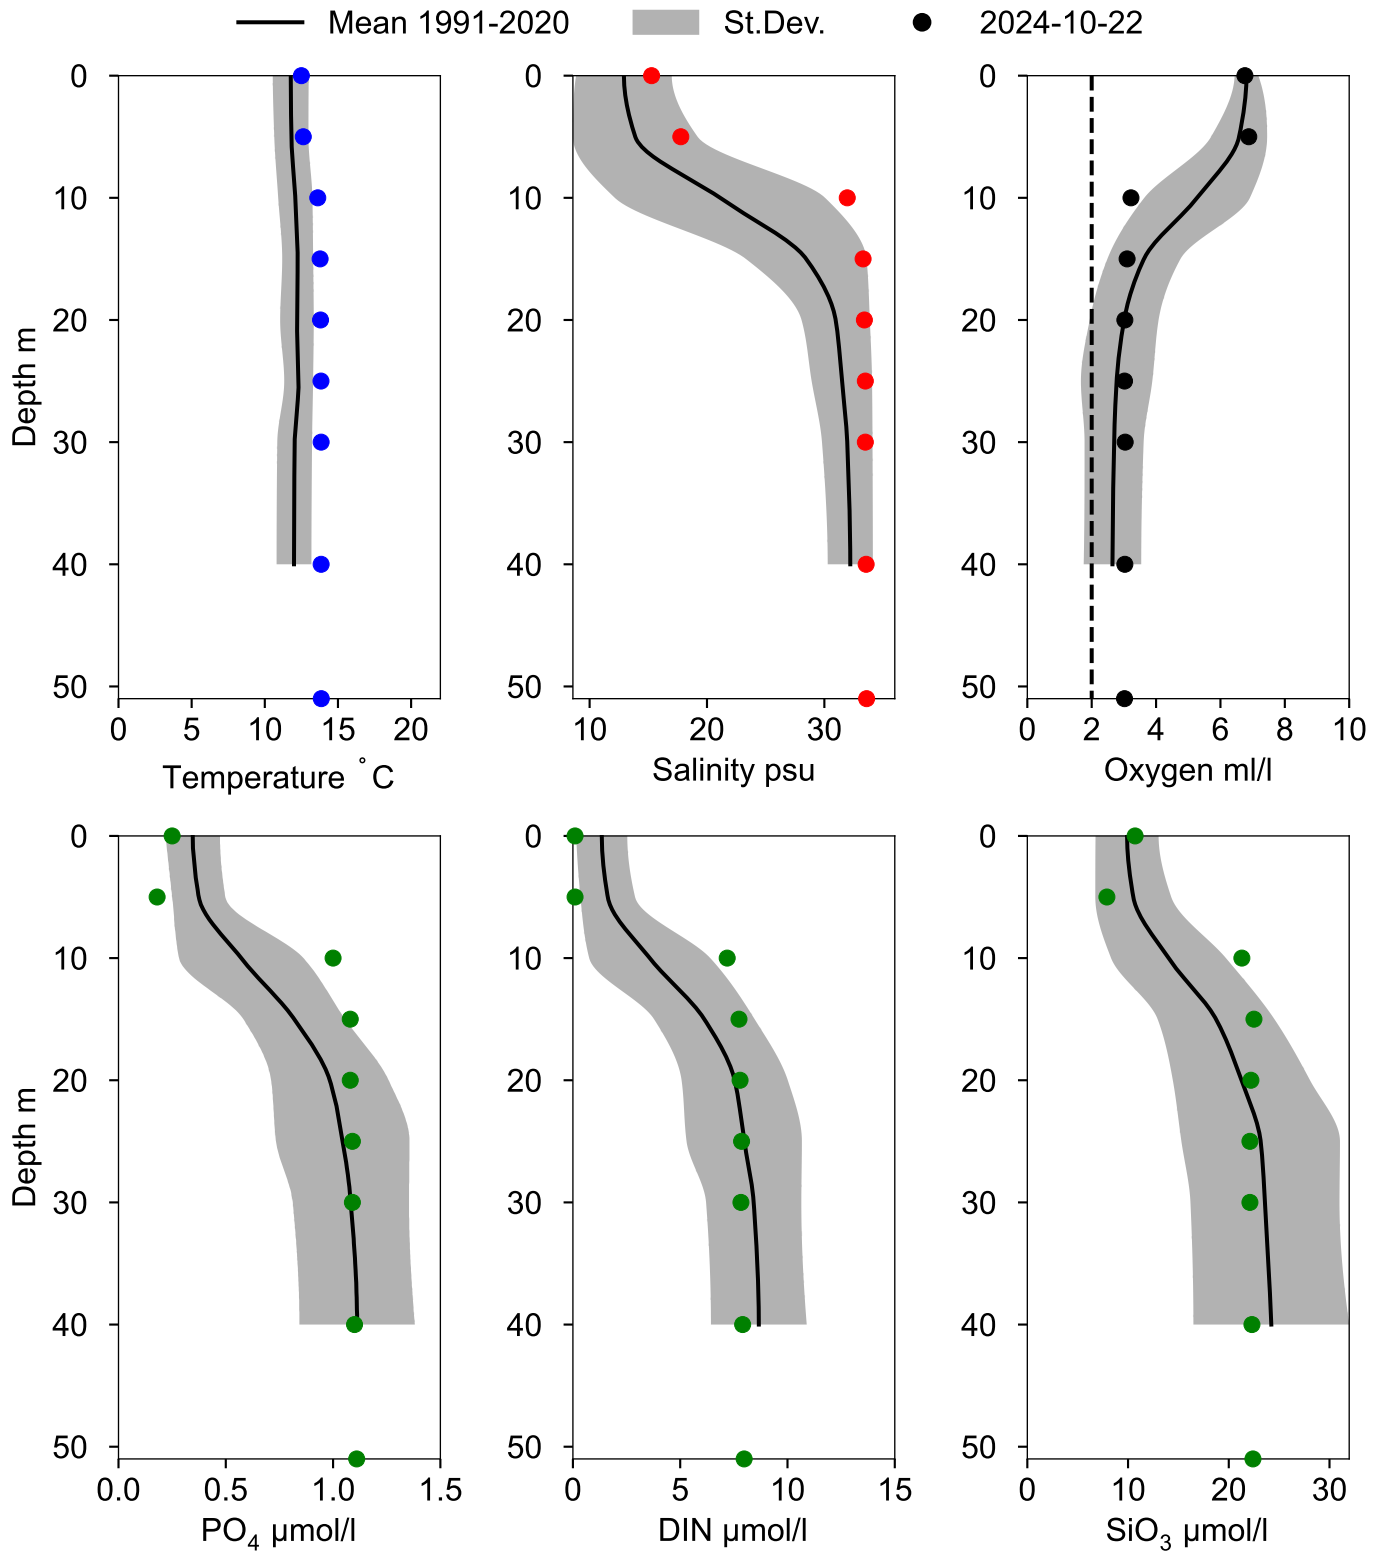 Mean 1991-2020 St.Dev. 2024-10-22
0 0 0
10 10 10
20 20 20
30 30 30
40 40 40
50 50 50
Depth m
0 5 10 15 20 10 20 30 0 2 4 6 8 10
Temperature °C Salinity psu Oxygen ml/l
0 0 0
10 10 10
20 20 20
30 30 30
40 40 40
50 50 50
Depth m
0.0 0.5 1.0 1.5 0 5 10 15 0 10 20 30
PO₄ µmol/l DIN µmol/l SiO₃ µmol/l